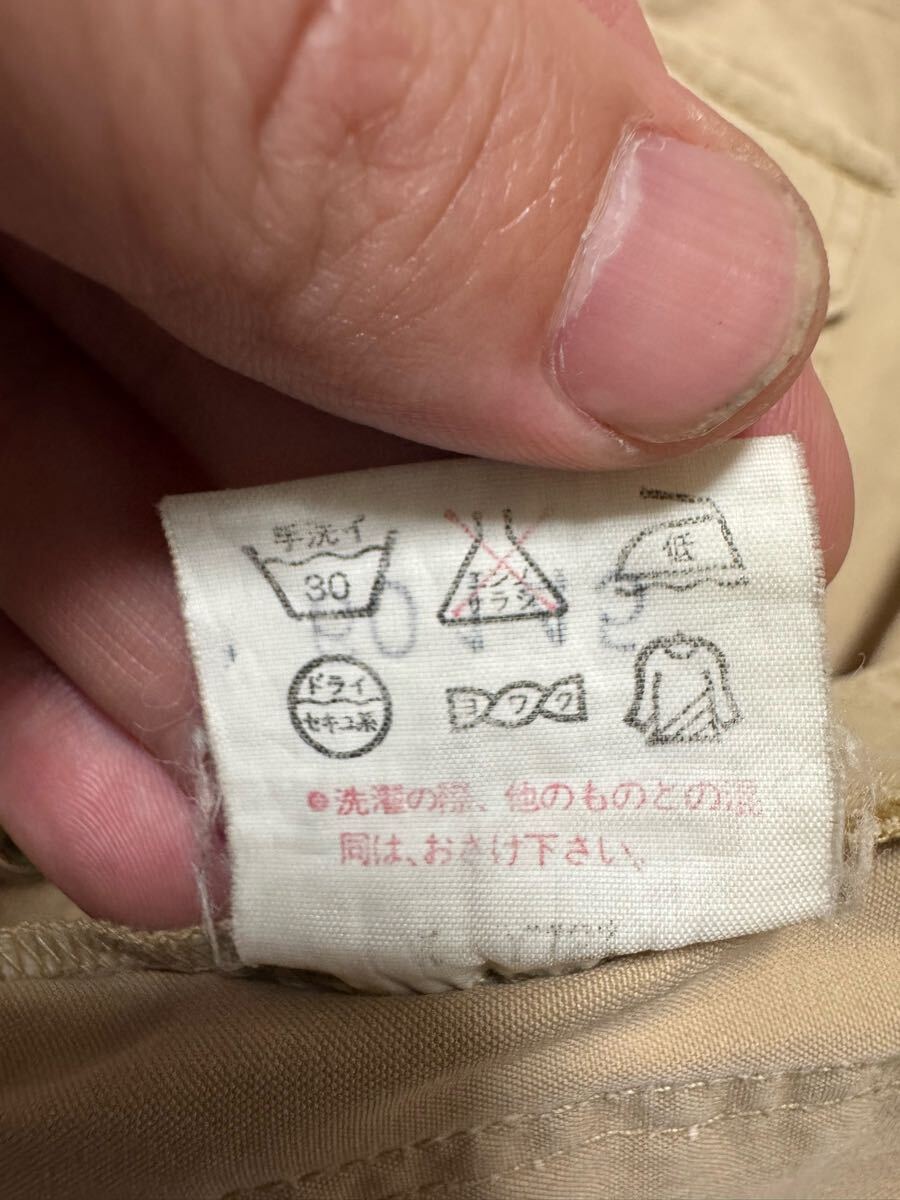 手洗イ
30
エンソ
サラシ
低
ドライ
セキユ系
ヨワク
●洗濯の際、他のものとの混
同は、おさけ下さい。